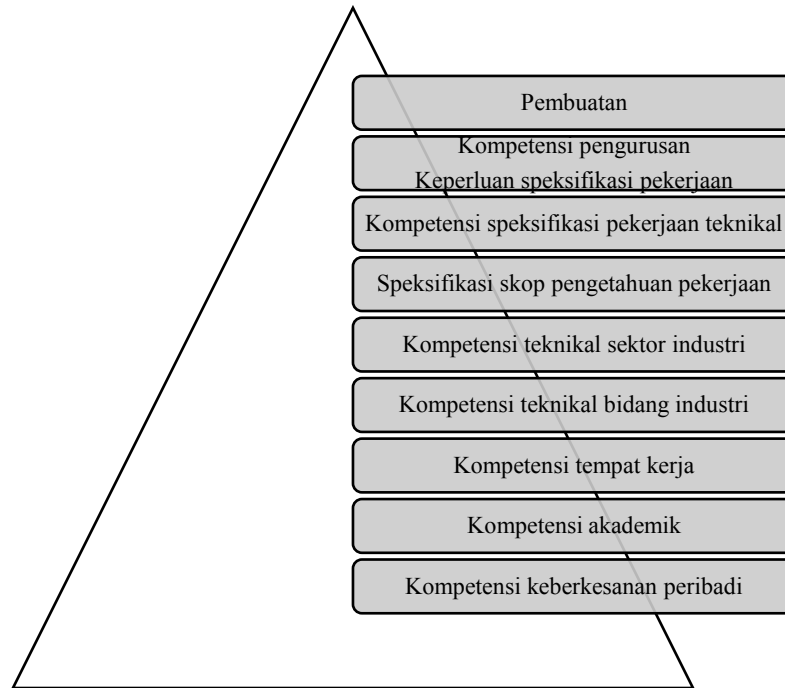 Pembuatan
Kompetensi pengurusan
Keperluan speksifikasi pekerjaan
Kompetensi speksifikasi pekerjaan teknikal
Speksifikasi skop pengetahuan pekerjaan
Kompetensi teknikal sektor industri
Kompetensi teknikal bidang industri
Kompetensi tempat kerja
Kompetensi akademik
Kompetensi keberkesanan peribadi